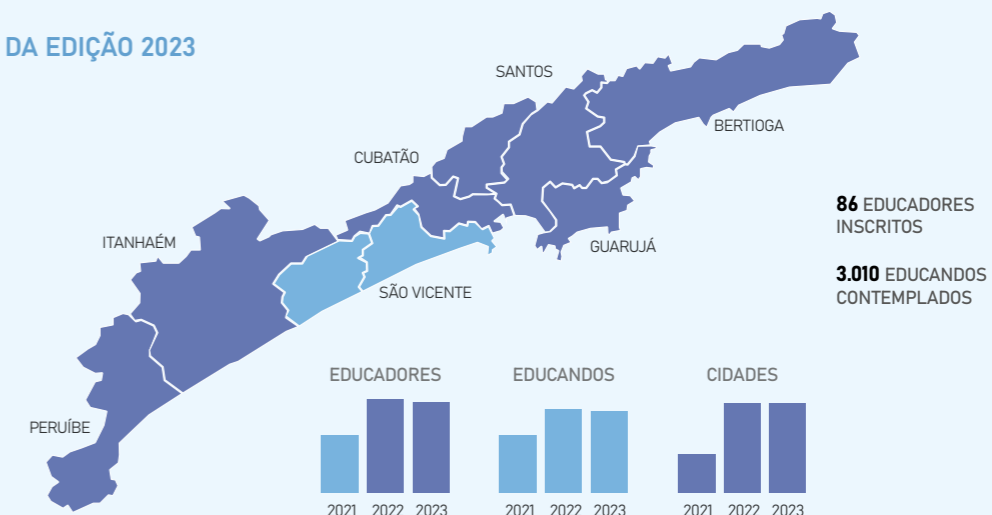 DA EDIÇÃO 2023
SANTOS
BERTIOGA
CUBATÃO
86 EDUCADORES
INSCRITOS
ITANHAÉM
GUARUJÁ
3.010 EDUCANDOS
CONTEMPLADOS
SÃO VICENTE
PERUÍBE
EDUCADORES
2021 2022 2023
EDUCANDOS
2021 2022 2023
CIDADES
2021 2022 2023